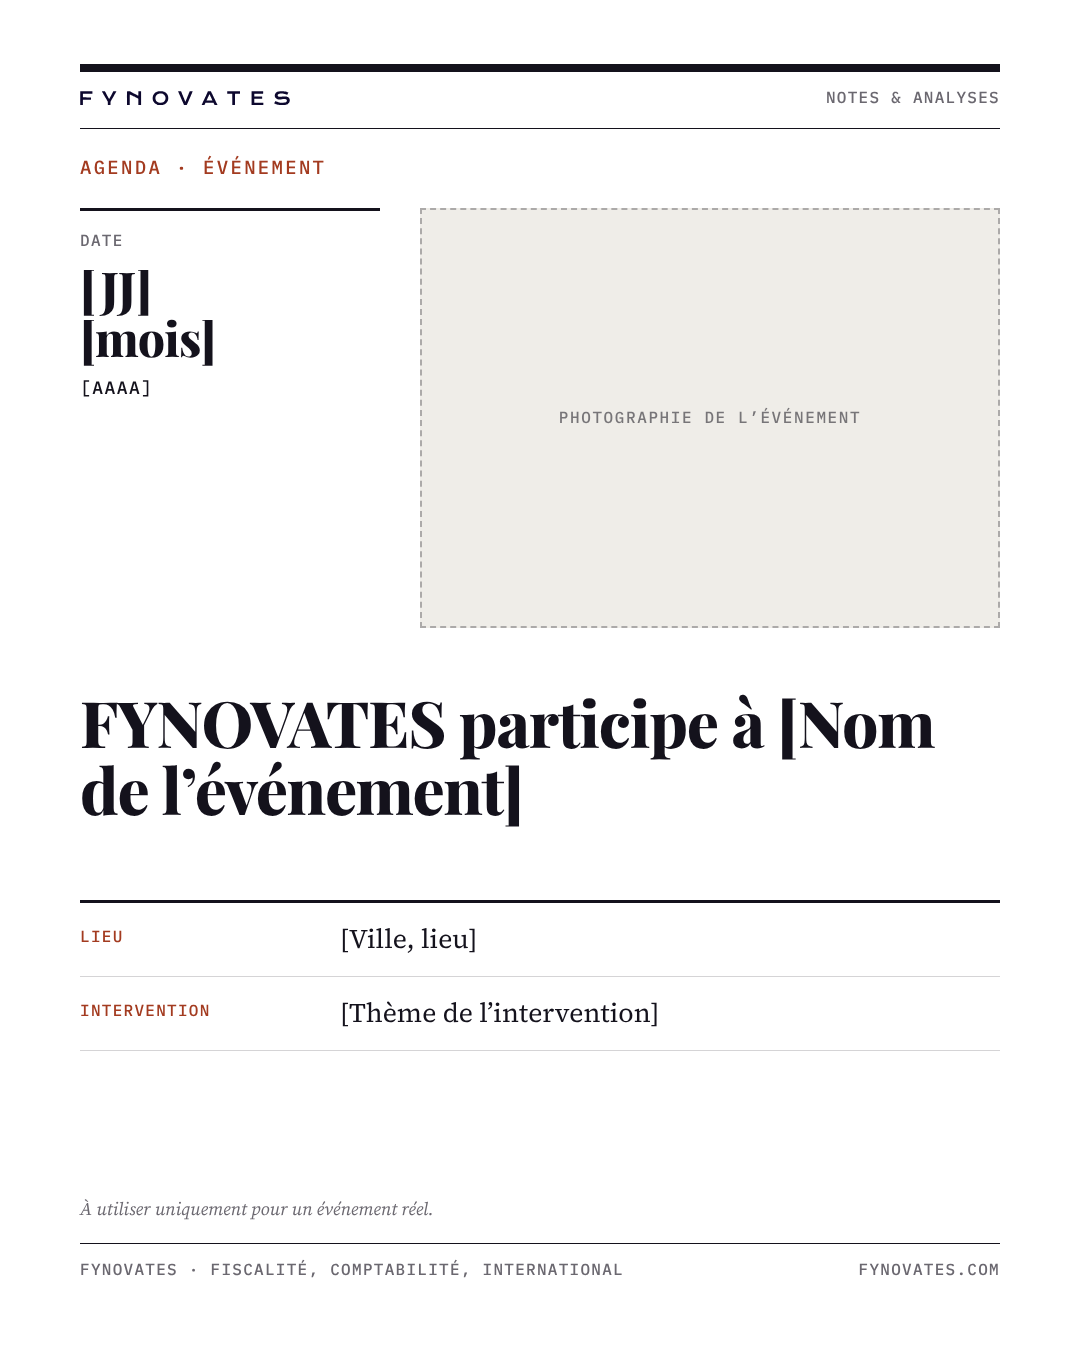 FYNOVATES
NOTES & ANALYSES
AGENDA · ÉVÉNEMENT
DATE
[JJ]
[mois]
[AAAA]
PHOTOGRAPHIE DE L’ÉVÉNEMENT
FYNOVATES participe à [Nom
de l’événement]
LIEU
[Ville, lieu]
INTERVENTION
[Thème de l’intervention]
À utiliser uniquement pour un événement réel.
FYNOVATES · FISCALITÉ, COMPTABILITÉ, INTERNATIONAL
FYNOVATES.COM